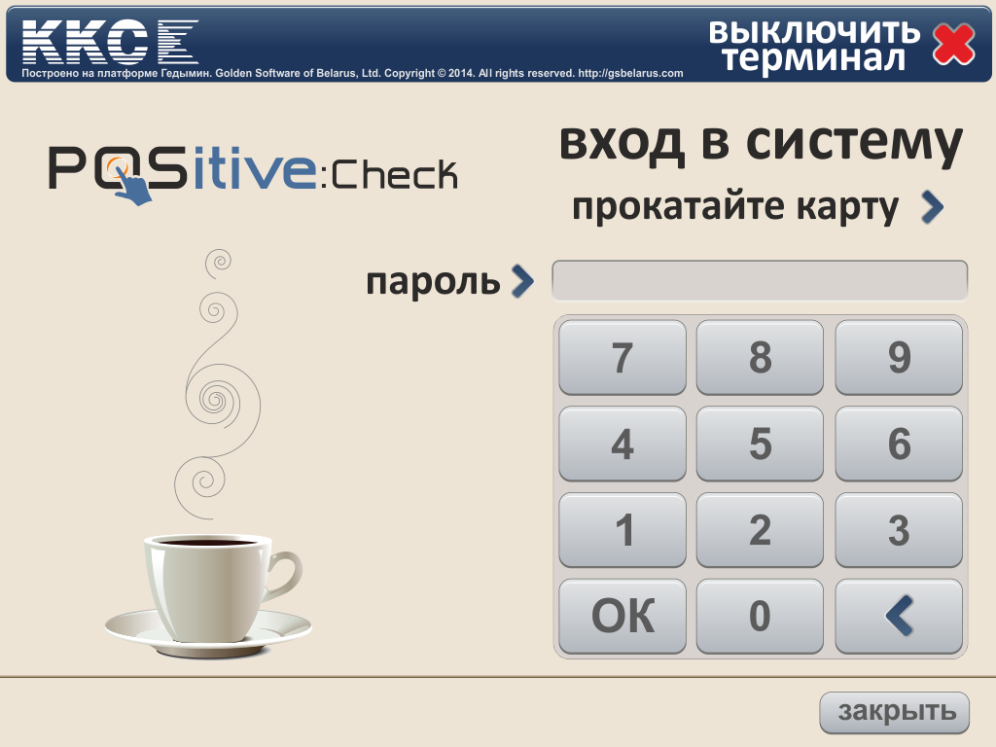 ККС
Построено на платформе Гедымин. Golden Software of Belarus, Ltd. Copyright © 2014. All rights reserved. http://gsbelarus.com
выключить
терминал
POSitive:Check
вход в систему
прокатайте карту
пароль
7 8 9
4 5 6
1 2 3
ОК 0
закрыть